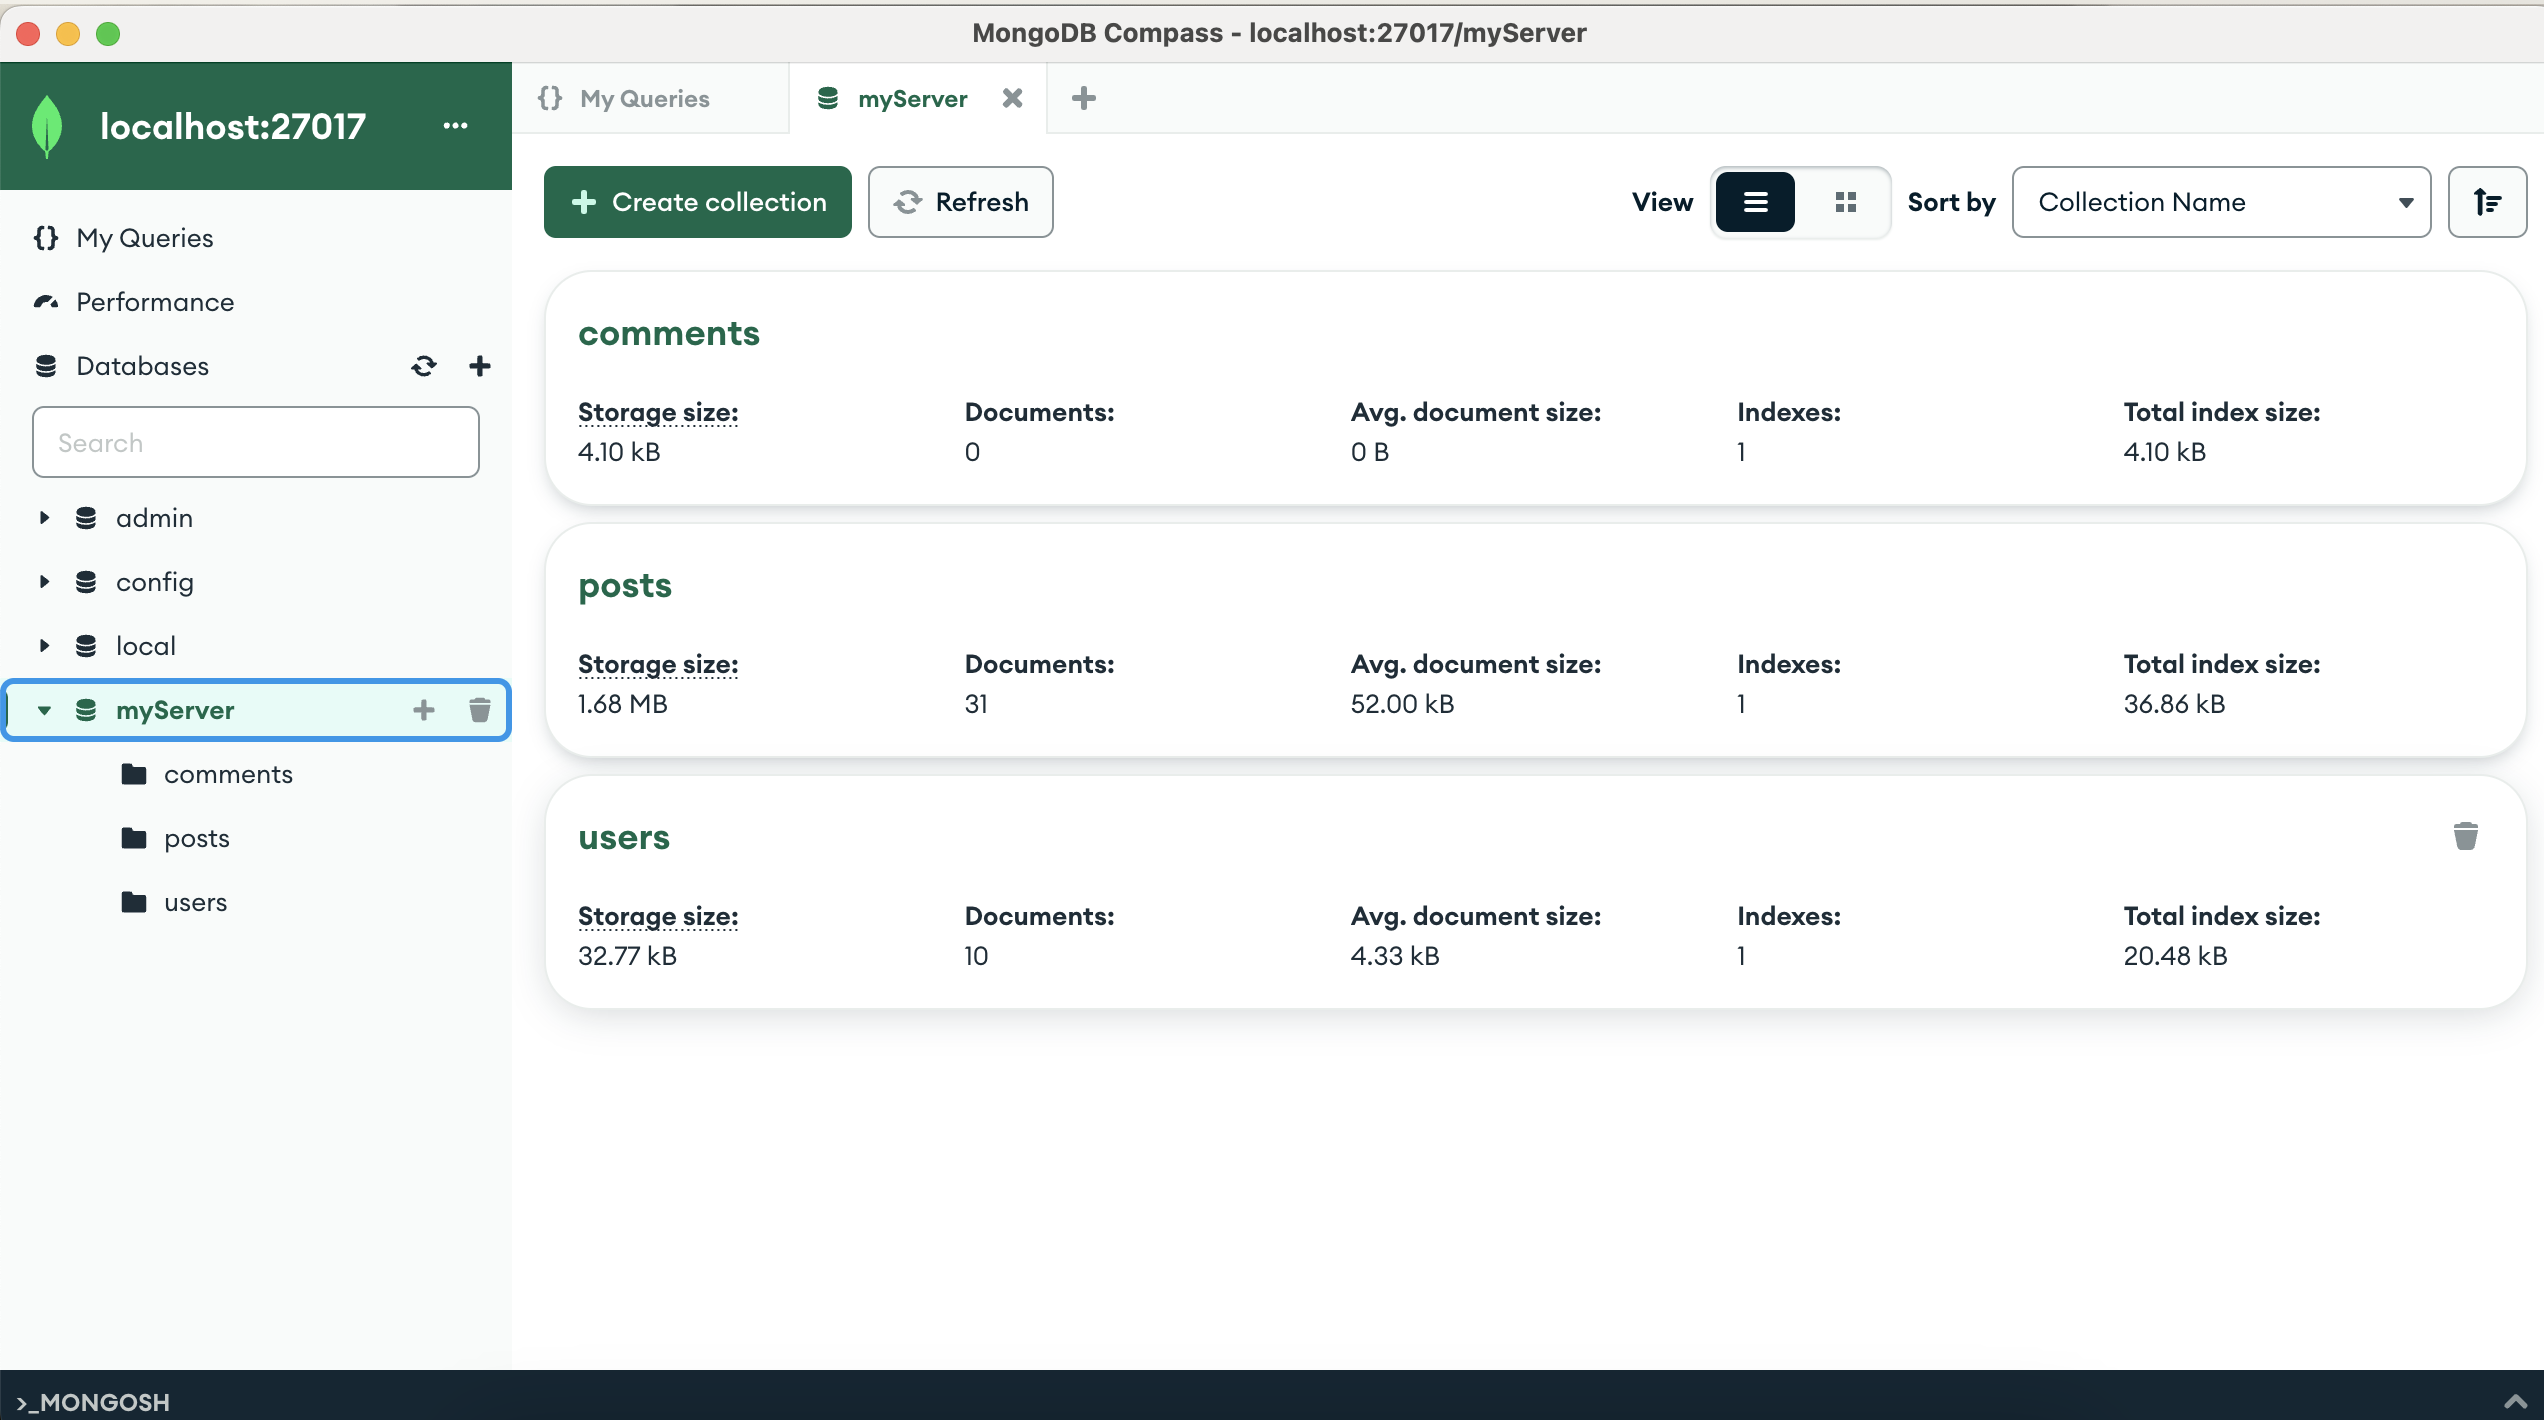 MongoDB Compass - localhost:27017/myServer
localhost:27017
My Queries
Performance
Databases
Search
admin
config
local
myServer
comments
posts
users
My Queries
myServer
Create collection
Refresh
View
Sort by
Collection Name
comments
Storage size: Documents: Avg. document size: Indexes: Total index size:
4.10 kB 0 0 B 1 4.10 kB
posts
Storage size: Documents: Avg. document size: Indexes: Total index size:
1.68 MB 31 52.00 kB 1 36.86 kB
users
Storage size: Documents: Avg. document size: Indexes: Total index size:
32.77 kB 10 4.33 kB 1 20.48 kB
>_MONGOSH